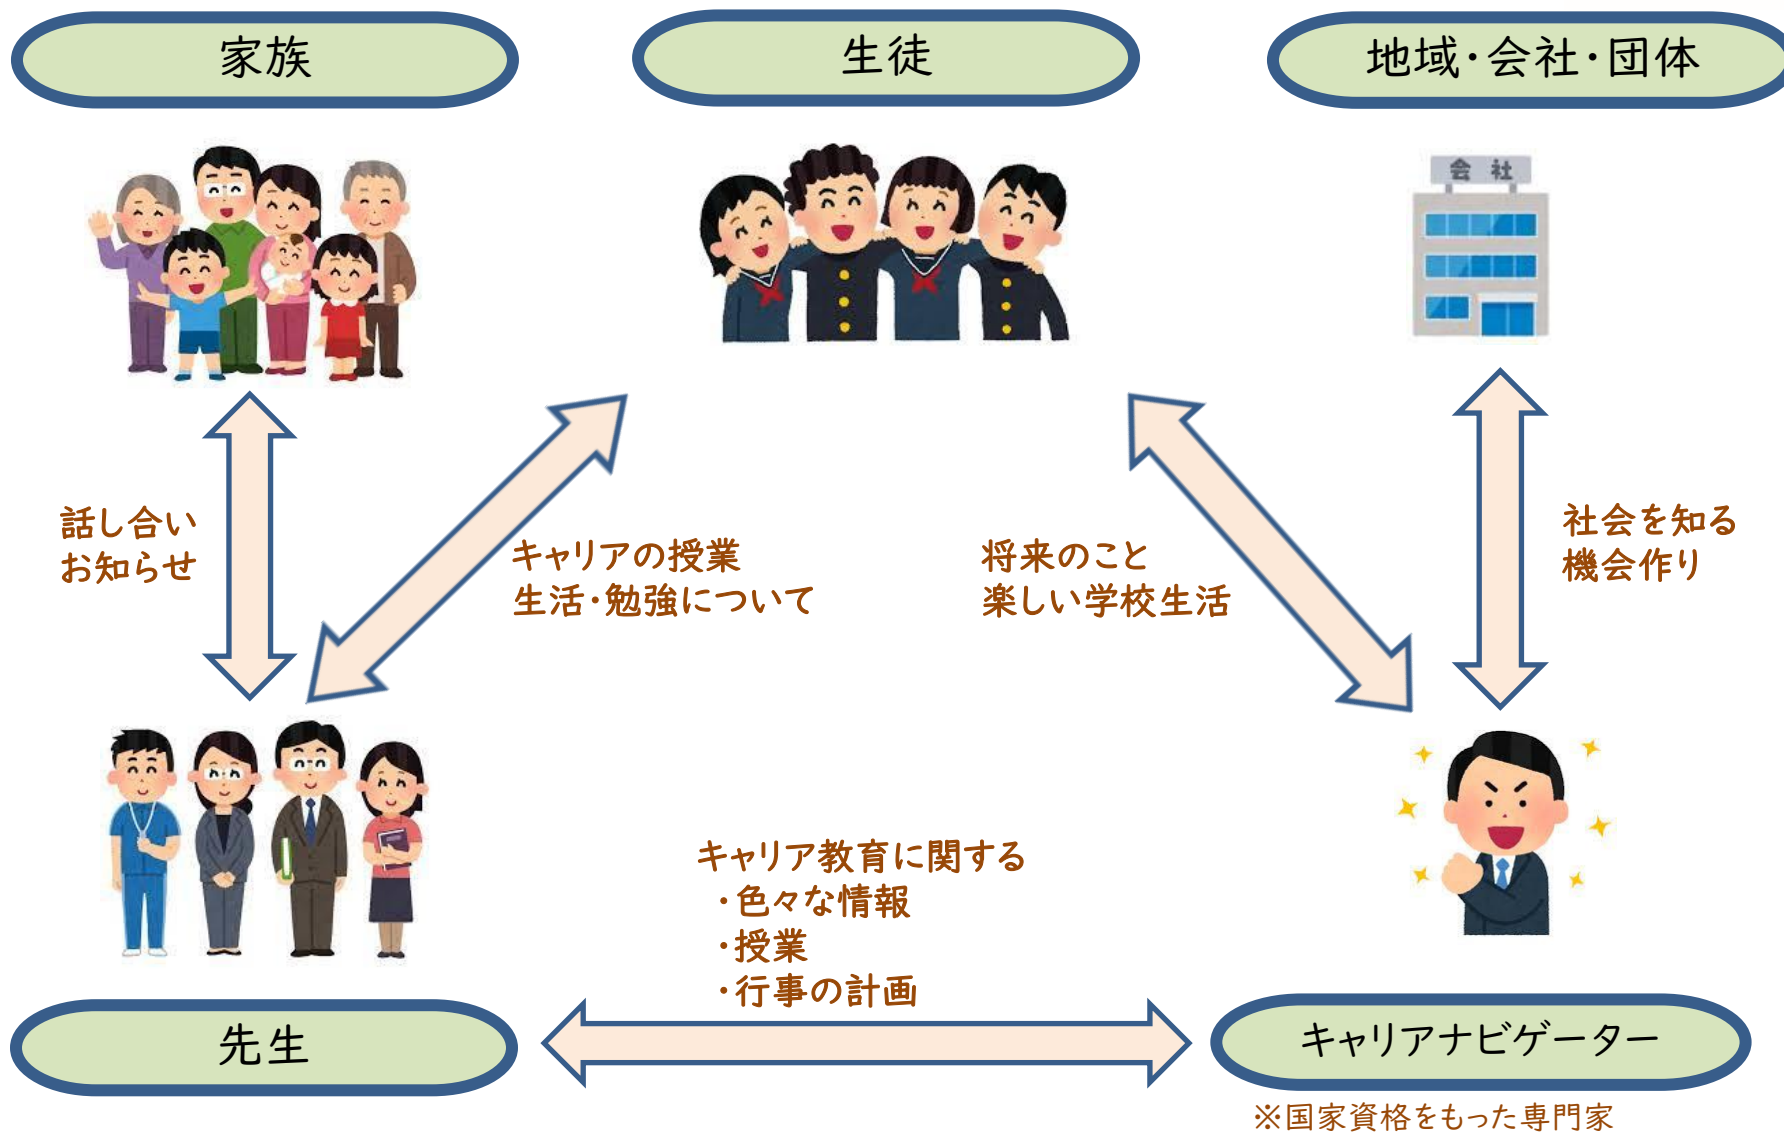 家族
生徒
地域・会社・団体
会社
話し合い
お知らせ
キャリアの授業
生活・勉強について
将来のこと
楽しい学校生活
社会を知る
機会作り
キャリア教育に関する
・色々な情報
・授業
・行事の計画
先生
キャリアナビゲーター
※国家資格をもった専門家